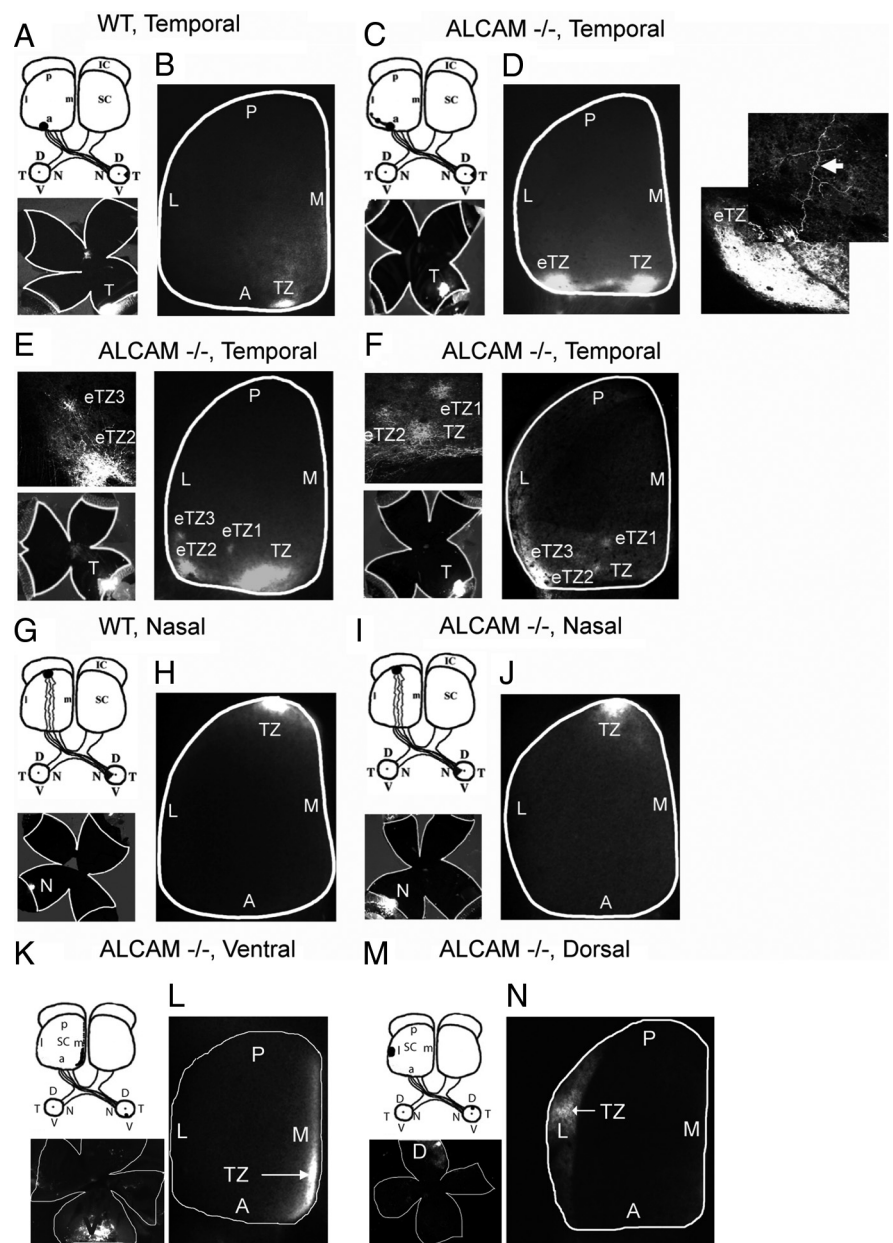 A WT, Temporal
B
IC
p
l m SC
a
D D
T N N T
V
P
L M
A TZ
T
C ALCAM -/-, Temporal
D
IC
p
l m SC
a
D D
T N N T
V
P
L M
eTZ TZ
T
eTZ
E ALCAM -/-, Temporal
eTZ3
eTZ2
T
P
L M
eTZ3
eTZ1
eTZ2 TZ
F ALCAM -/-, Temporal
eTZ1
eTZ2 TZ
T
P
L M
eTZ3 eTZ1
eTZ2 TZ
G WT, Nasal
H
IC
l m SC
D D
T N N T
V
TZ
L M
A
N
I ALCAM -/-, Nasal
J
IC
l m SC
D D
T N N T
V
TZ
L M
A
N
K ALCAM -/-, Ventral
L
p
l SC m
a
D D
T N N T
V V
P
L M
TZ
A
V
M ALCAM -/-, Dorsal
N
p
l SC m
a
D D
T N N T
V V
P
TZ
L M
A
D